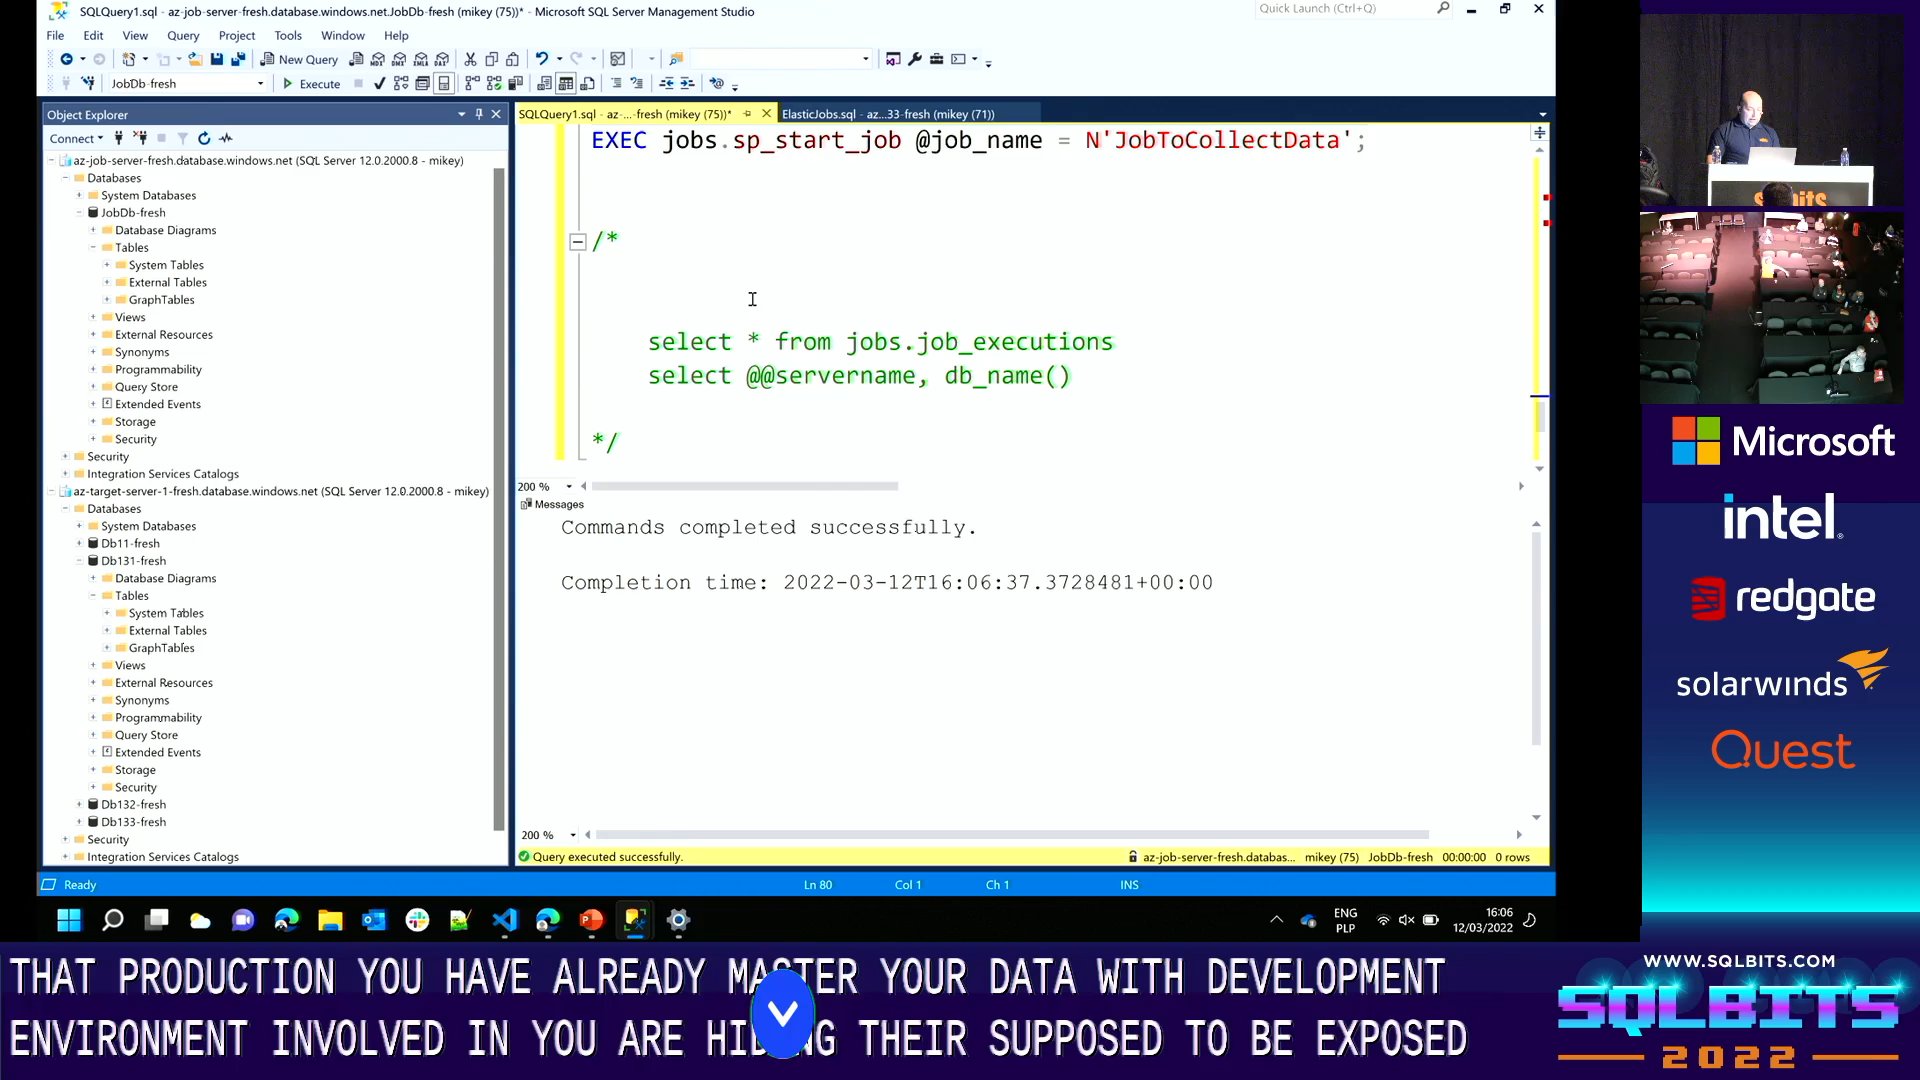 SQLQuery1.sql - az-job-server-fresh.database.windows.net.JobDb-fresh (mikey (75))* - Microsoft SQL Server Management Studio
Quick Launch (Ctrl+Q)
File Edit View Query Project Tools Window Help
New Query
JobDb-fresh
Execute
Object Explorer
Connect
az-job-server-fresh.database.windows.net (SQL Server 12.0.2000.8 - mikey)
Databases
System Databases
JobDb-fresh
Database Diagrams
Tables
System Tables
External Tables
GraphTables
Views
External Resources
Synonyms
Programmability
Query Store
Extended Events
Storage
Security
Security
Integration Services Catalogs
az-target-server-1-fresh.database.windows.net (SQL Server 12.0.2000.8 - mikey)
Databases
System Databases
Db11-fresh
Db131-fresh
Database Diagrams
Tables
System Tables
External Tables
GraphTables
Views
External Resources
Synonyms
Programmability
Query Store
Extended Events
Storage
Security
Db132-fresh
Db133-fresh
Security
Integration Services Catalogs
SQLQuery1.sql - az...-fresh (mikey (75))*
ElasticJobs.sql - az...33-fresh (mikey (71))
EXEC jobs.sp_start_job @job_name = N'JobToCollectData';
/*
select * from jobs.job_executions
select @@servername, db_name()
*/
200 %
Messages
Commands completed successfully.
Completion time: 2022-03-12T16:06:37.3728481+00:00
200 %
Query executed successfully.
az-job-server-fresh.databas... mikey (75) JobDb-fresh 00:00:00 0 rows
Ready
Ln 80 Col 1 Ch 1 INS
ENG
PLP
16:06
12/03/2022
Microsoft
intel.
redgate
solarwinds
Quest
WWW.SQLBITS.COM
SQLBITS
2022
THAT PRODUCTION YOU HAVE ALREADY MASTER YOUR DATA WITH DEVELOPMENT
ENVIRONMENT INVOLVED IN YOU ARE HIDING THEIR SUPPOSED TO BE EXPOSED